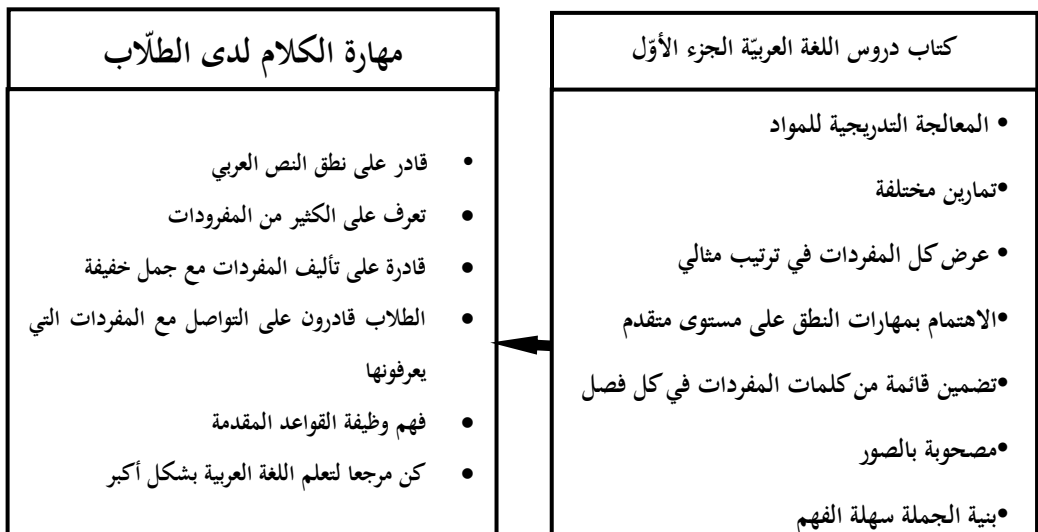 كتاب دروس اللغة العربيّة الجزء الأوّل
• المعالجة التدريجية للمواد
•تمارين مختلفة
• عرض كل المفردات في ترتيب مثالي
•الاهتمام بمهارات النطق على مستوى متقدم
•تضمين قائمة من كلمات المفردات في كل فصل
•مصحوبة بالصور
•بنية الجملة سهلة الفهم
مهارة الكلام لدى الطلّاب
• قادر على نطق النص العربي
• تعرف على الكثير من المفرودات
• قادرة على تأليف المفردات مع جمل خفيفة
• الطلاب قادرون على التواصل مع المفردات التي
يعرفونها
• فهم وظيفة القواعد المقدمة
• كن مرجعا لتعلم اللغة العربية بشكل أكبر